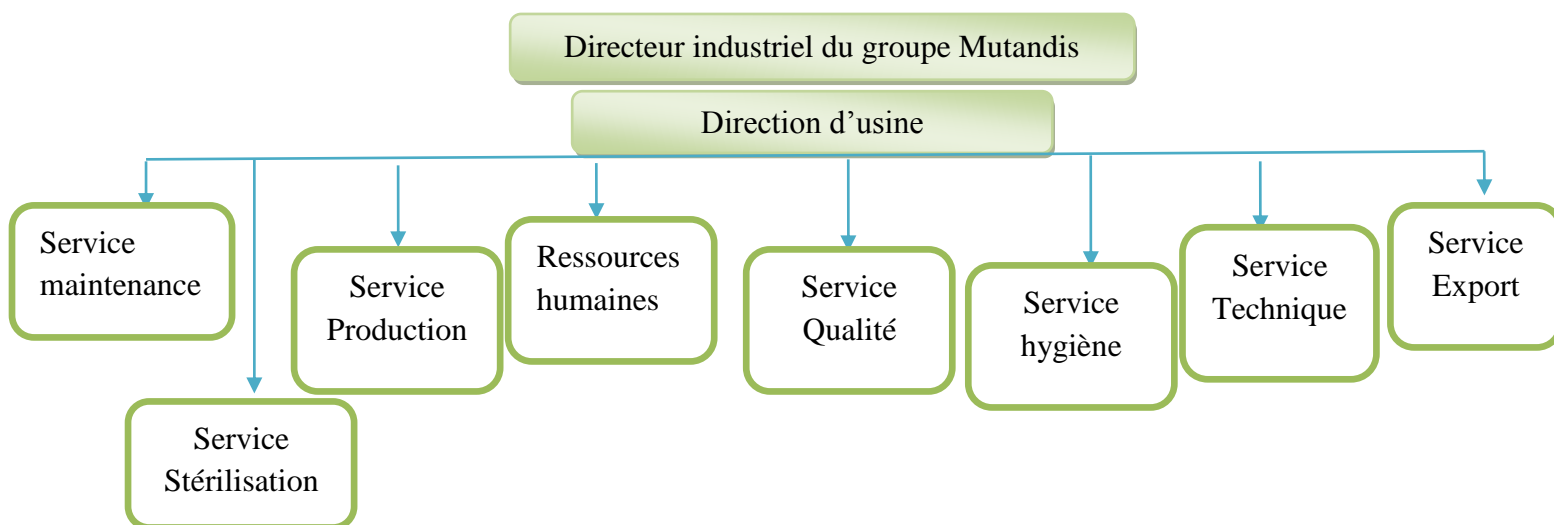 Directeur industriel du groupe Mutandis
Direction d’usine
Service
maintenance
Service
Stérilisation
Service
Production
Ressources
humaines
Service
Qualité
Service
hygiène
Service
Technique
Service
Export